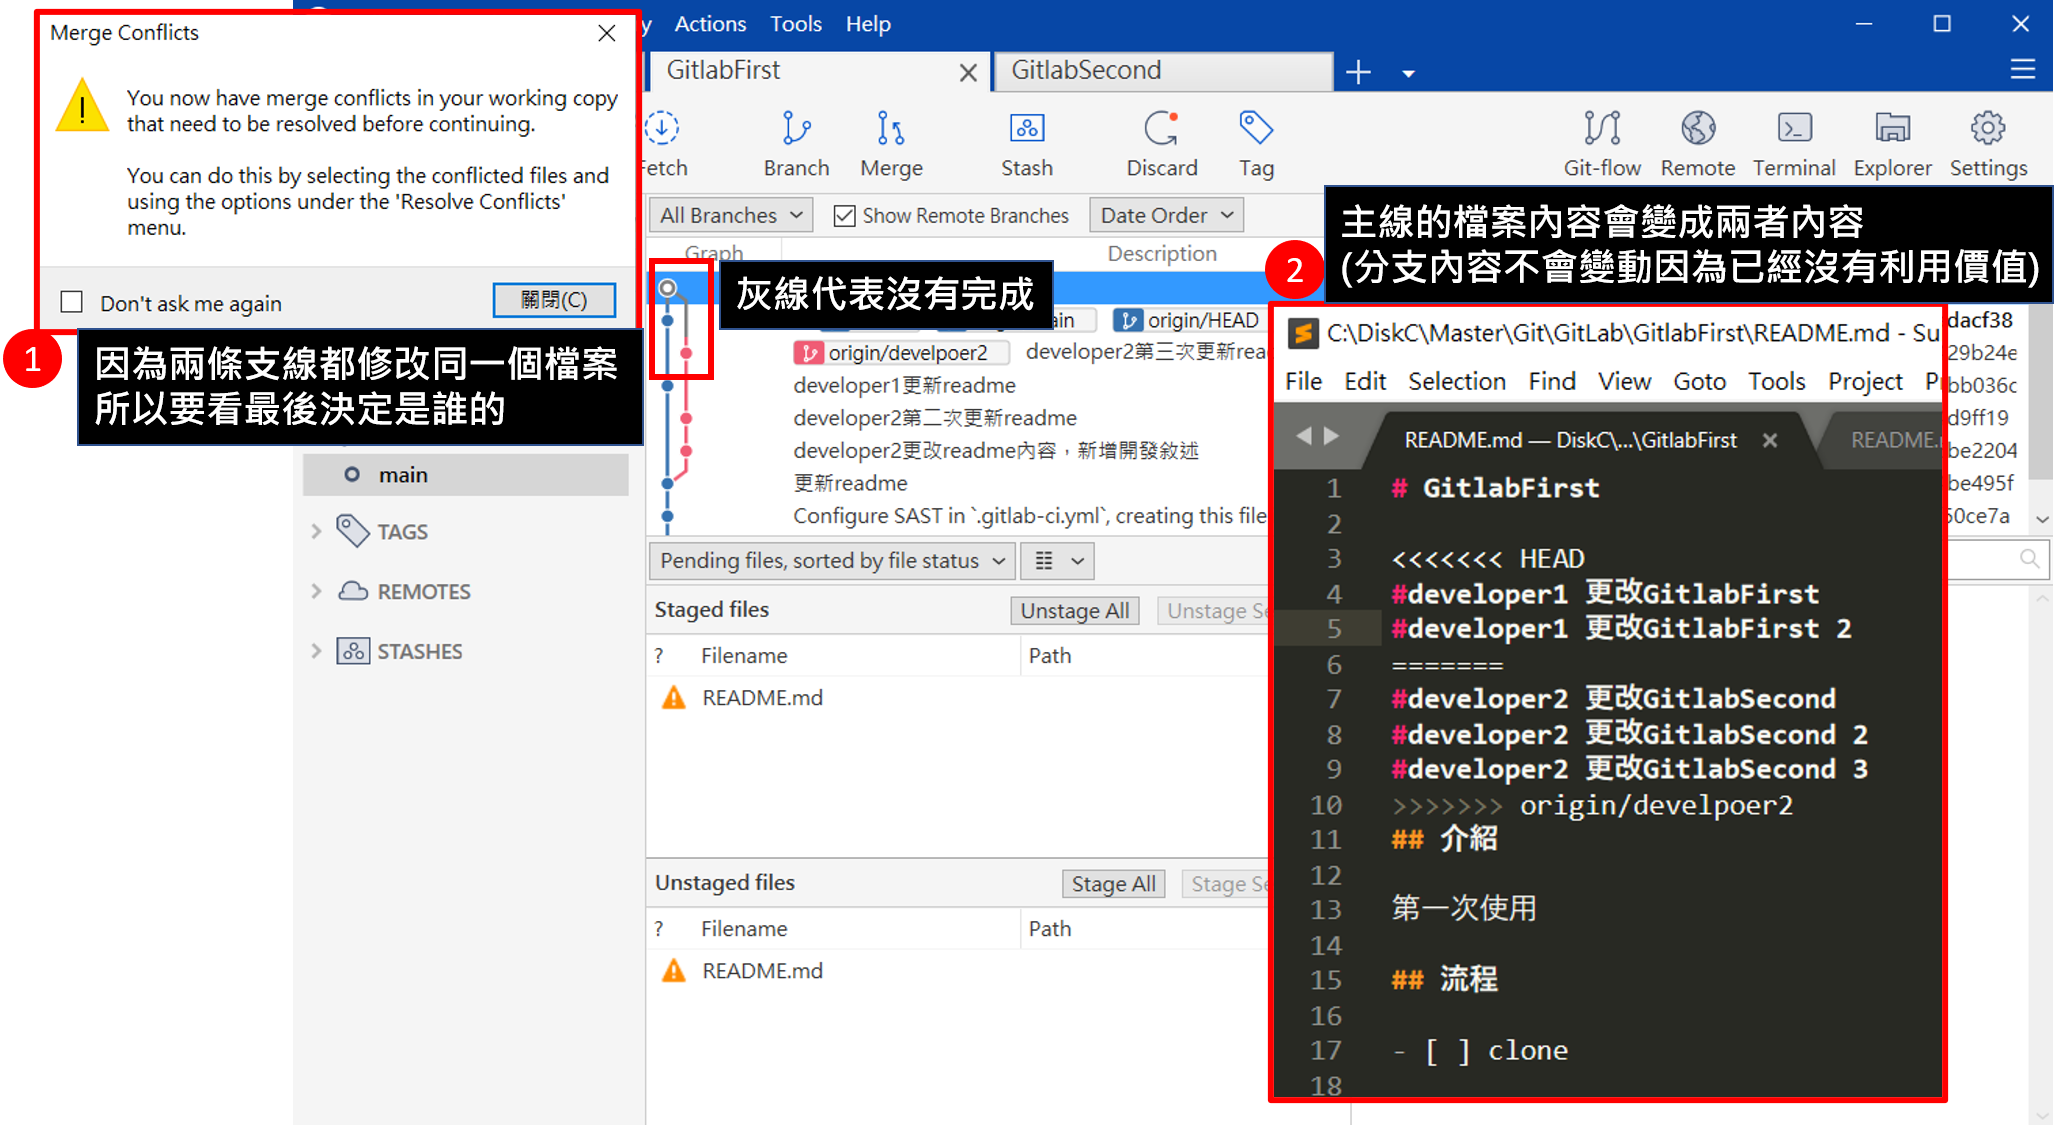 Merge Conflicts
You now have merge conflicts in your working copy
that need to be resolved before continuing.
You can do this by selecting the conflicted files and
using the options under the 'Resolve Conflicts'
menu.
Don't ask me again
關閉(C)
1
因為兩條支線都修改同一個檔案
所以要看最後決定是誰的
y Actions Tools Help
GitlabFirst
GitlabSecond
Fetch Branch Merge Stash Discard Tag Git-flow Remote Terminal Explorer Settings
All Branches
Show Remote Branches
Date Order
Graph
Description
灰線代表沒有完成
ain
origin/HEAD
origin/develpoer2
developer2第三次更新rea
developer1更新readme
developer2第二次更新readme
developer2更改readme內容，新增開發敘述
更新readme
Configure SAST in `.gitlab-ci.yml`, creating this file
dacf38
29b24e
bb036c
d9ff19
be2204
be495f
50ce7a
main
TAGS
REMOTES
STASHES
Pending files, sorted by file status
Staged files
Unstage All
Unstage Se
? Filename Path
README.md
Unstaged files
Stage All
Stage Se
? Filename Path
README.md
2
主線的檔案內容會變成兩者內容
(分支內容不會變動因為已經沒有利用價值)
C:\DiskC\Master\Git\GitLab\GitlabFirst\README.md - Su
File Edit Selection Find View Goto Tools Project P
README.md — DiskC\...\GitlabFirst
README.
1 # GitlabFirst
2
3 <<<<<<< HEAD
4 #developer1 更改GitlabFirst
5 #developer1 更改GitlabFirst 2
6 =======
7 #developer2 更改GitlabSecond
8 #developer2 更改GitlabSecond 2
9 #developer2 更改GitlabSecond 3
10 >>>>>>> origin/develpoer2
11 ## 介紹
12
13 第一次使用
14
15 ## 流程
16
17 - [ ] clone
18